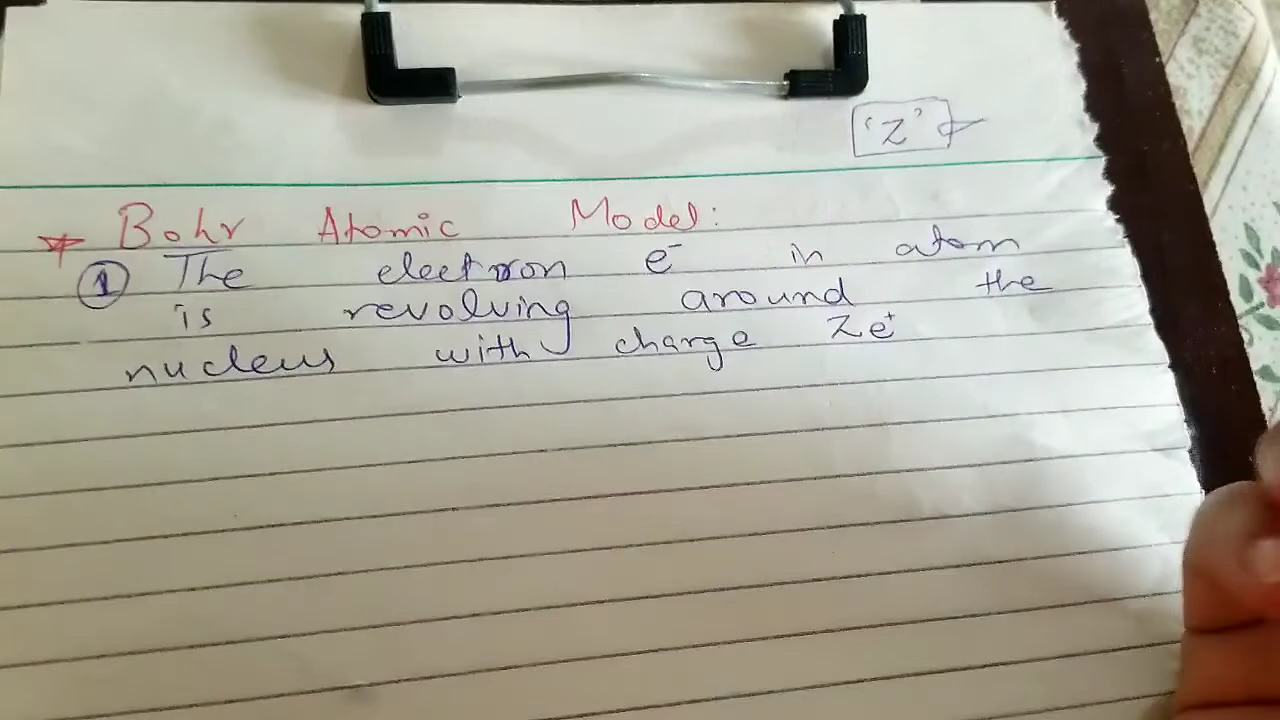 'Z'
* Bohr Atomic Model:
① The electron e⁻ in atom
is revolving around the
nucleus with charge Ze⁺